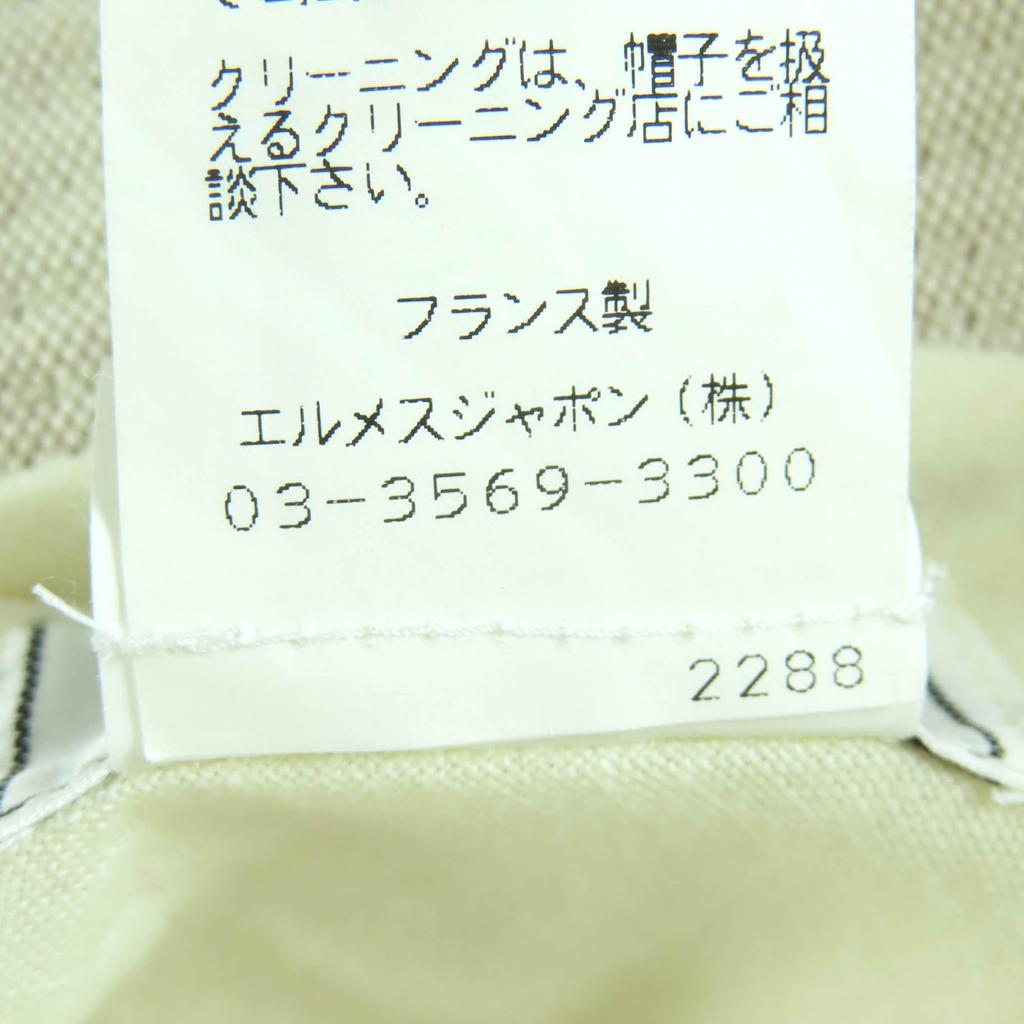 クリーニングは、帽子を扱
えるクリーニング店にご相
談下さい。
フランス製
エルメスジャポン(株)
03-3569-3300
2288